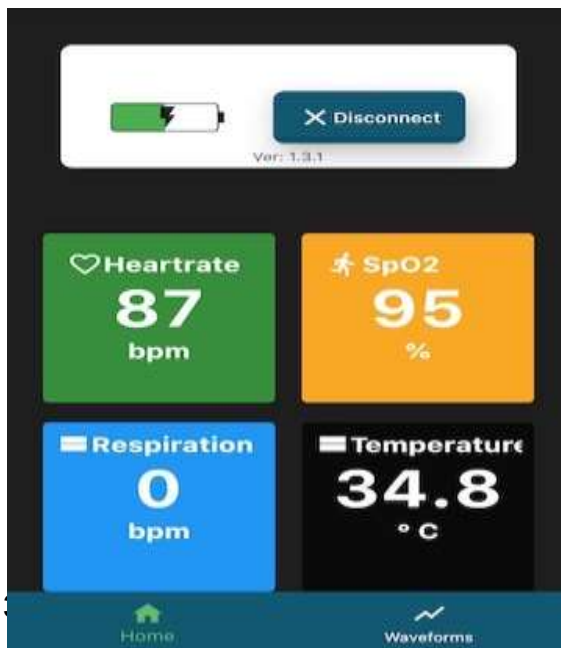 Disconnect
Ver: 1.3.1
Heartrate
87
bpm
SpO2
95
%
Respiration
0
bpm
Temperature
34.8
° C
Home
Waveforms